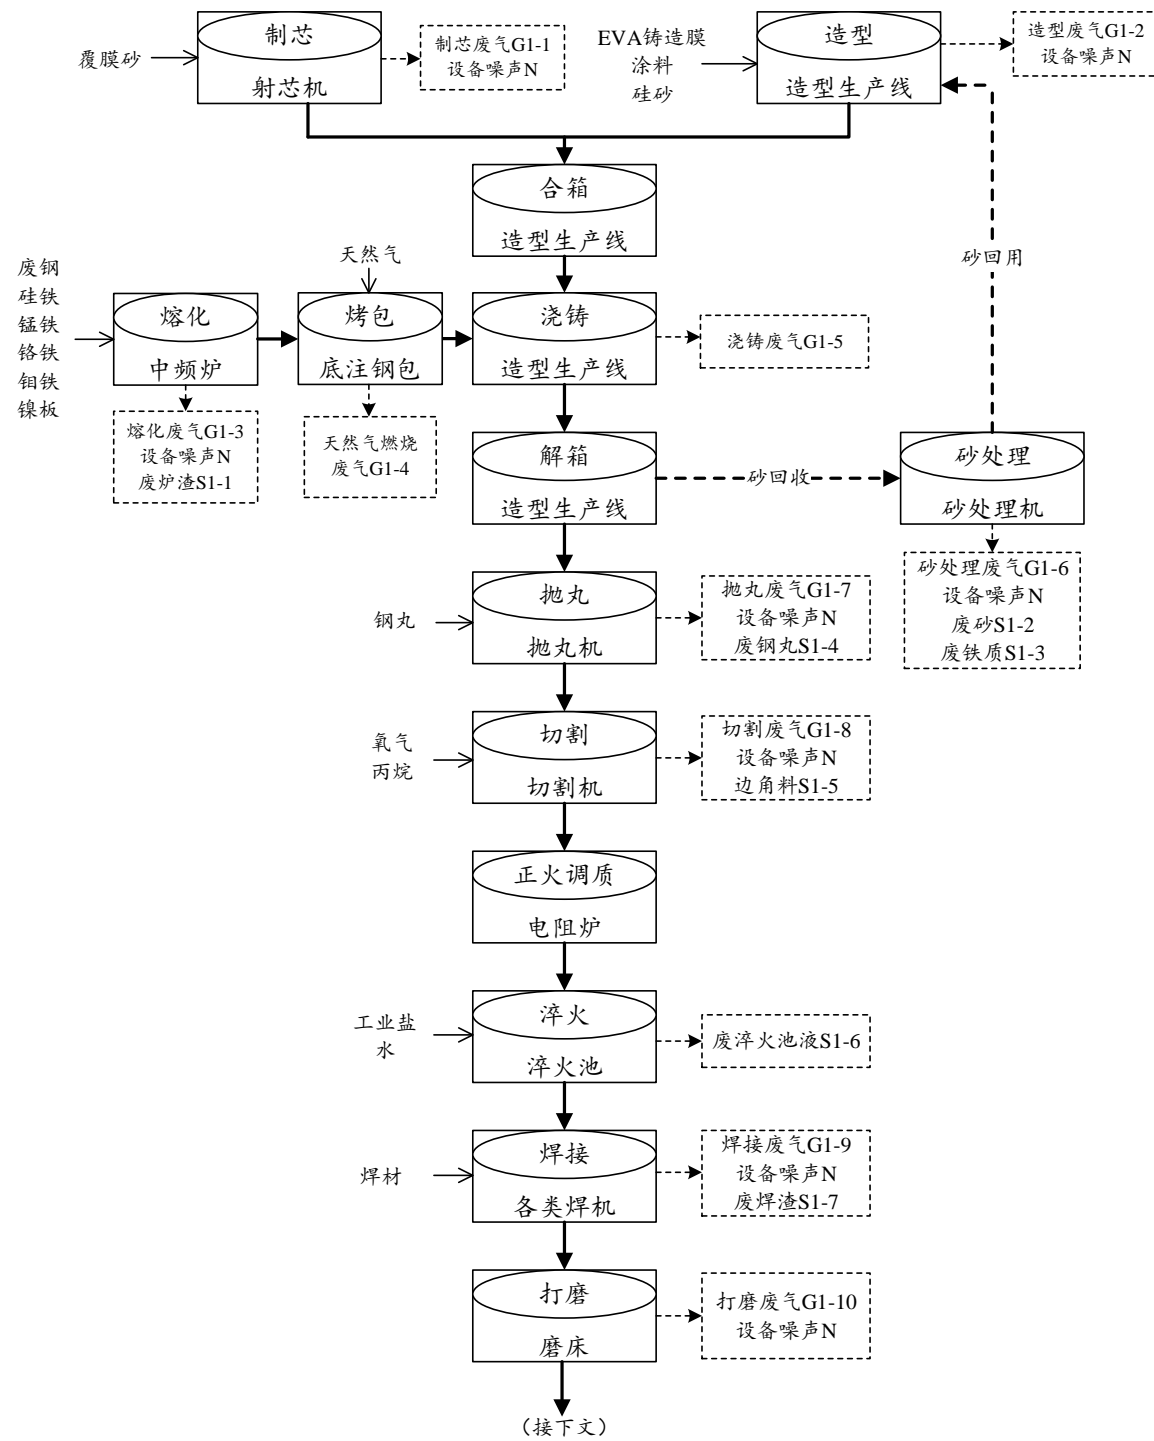 制芯
射芯机
覆膜砂
制芯废气G1-1
设备噪声N
EVA铸造膜
涂料
硅砂
造型
造型生产线
造型废气G1-2
设备噪声N
合箱
造型生产线
砂回用
废钢
硅铁
锰铁
铬铁
钼铁
镍板
熔化
中频炉
天然气
烤包
底注钢包
浇铸
造型生产线
浇铸废气G1-5
熔化废气G1-3
设备噪声N
废炉渣S1-1
天然气燃烧
废气G1-4
解箱
造型生产线
砂回收
砂处理
砂处理机
砂处理废气G1-6
设备噪声N
废砂S1-2
废铁质S1-3
钢丸
抛丸
抛丸机
抛丸废气G1-7
设备噪声N
废钢丸S1-4
氧气
丙烷
切割
切割机
切割废气G1-8
设备噪声N
边角料S1-5
正火调质
电阻炉
工业盐
水
淬火
淬火池
废淬火池液S1-6
焊材
焊接
各类焊机
焊接废气G1-9
设备噪声N
废焊渣S1-7
打磨
磨床
打磨废气G1-10
设备噪声N
（接下文）